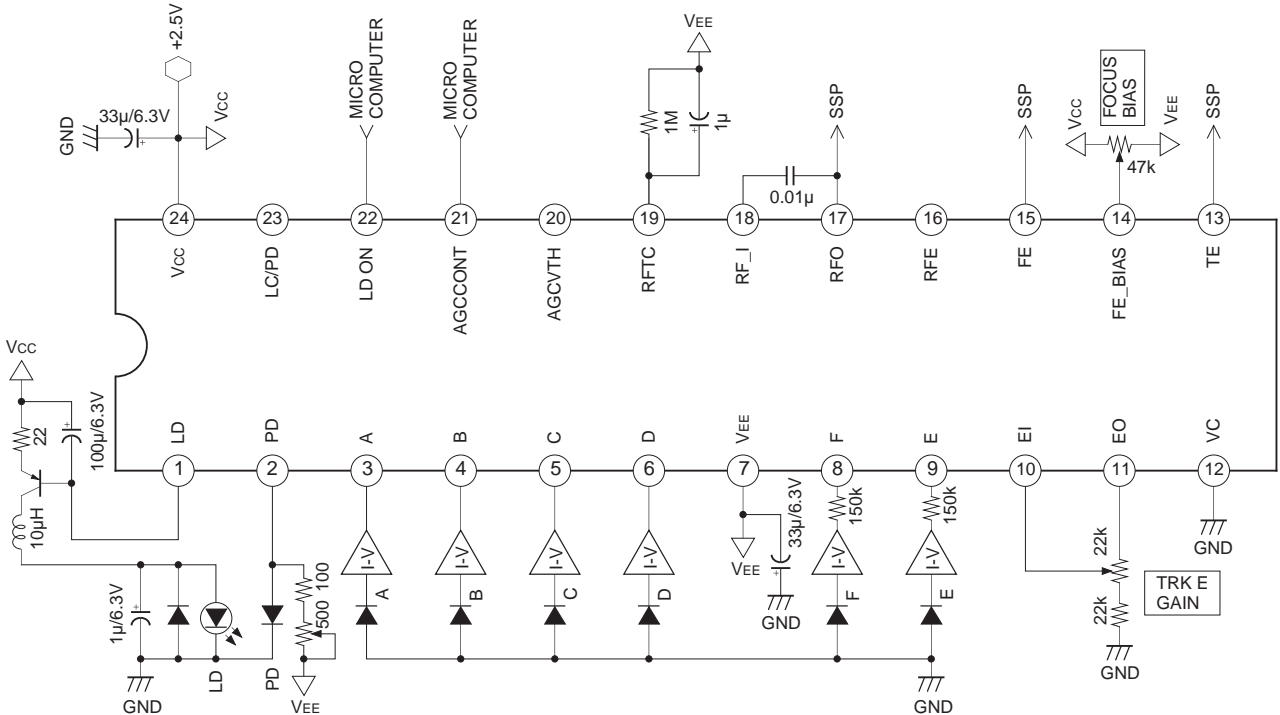 +2.5V
GND
33µ/6.3V
VCC
MICRO
COMPUTER
MICRO
COMPUTER
VEE
1M
1µ
0.01µ
SSP
SSP
VCC
FOCUS
BIAS
VEE
47k
SSP
24
23
22
21
20
19
18
17
16
15
14
13
VCC
LC/PD
LD ON
AGCCONT
AGCVTH
RFTC
RF_I
RFO
RFE
FE
FE_BIAS
TE
VCC
22
100µ/6.3V
LD
PD
A
B
C
D
VEE
F
E
EI
EO
VC
1
2
3
4
5
6
7
8
9
10
11
12
10µH
1µ/6.3V
GND
LD
PD
100
500
VEE
I-V
A
I-V
B
I-V
C
I-V
D
VEE
33µ/6.3V
GND
150k
I-V
F
150k
I-V
E
GND
22k
22k
TRK E
GAIN
GND
GND